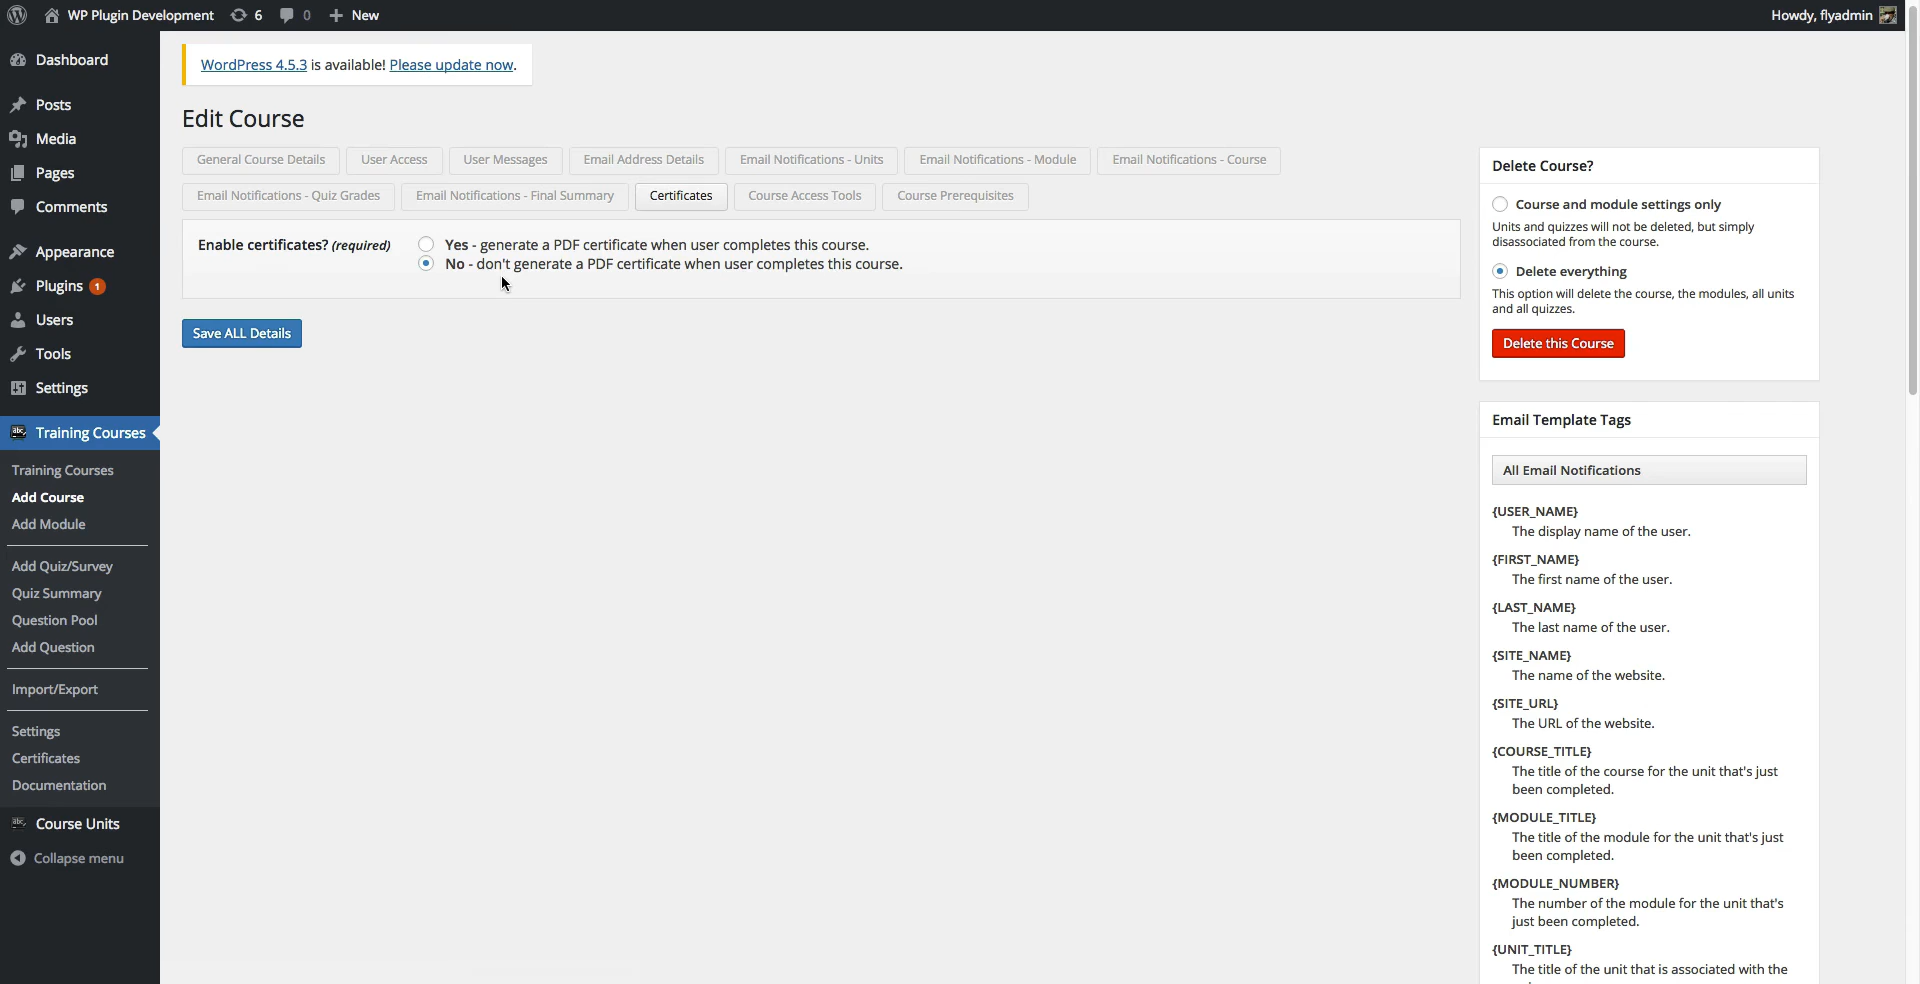 WP Plugin Development 6 0 New Howdy, flyadmin
Dashboard
Posts
Media
Pages
Comments
Appearance
Plugins 1
Users
Tools
Settings
Training Courses
Training Courses
Add Course
Add Module
Add Quiz/Survey
Quiz Summary
Question Pool
Add Question
Import/Export
Settings
Certificates
Documentation
Course Units
Collapse menu
WordPress 4.5.3 is available! Please update now.
Edit Course
General Course Details User Access User Messages Email Address Details Email Notifications - Units Email Notifications - Module Email Notifications - Course
Email Notifications - Quiz Grades Email Notifications - Final Summary Certificates Course Access Tools Course Prerequisites
Enable certificates? (required) Yes - generate a PDF certificate when user completes this course.
No - don't generate a PDF certificate when user completes this course.
Save ALL Details
Delete Course?
Course and module settings only
Units and quizzes will not be deleted, but simply
disassociated from the course.
Delete everything
This option will delete the course, the modules, all units
and all quizzes.
Delete this Course
Email Template Tags
All Email Notifications
{USER_NAME}
The display name of the user.
{FIRST_NAME}
The first name of the user.
{LAST_NAME}
The last name of the user.
{SITE_NAME}
The name of the website.
{SITE_URL}
The URL of the website.
{COURSE_TITLE}
The title of the course for the unit that's just
been completed.
{MODULE_TITLE}
The title of the module for the unit that's just
been completed.
{MODULE_NUMBER}
The number of the module for the unit that's
just been completed.
{UNIT_TITLE}
The title of the unit that is associated with the